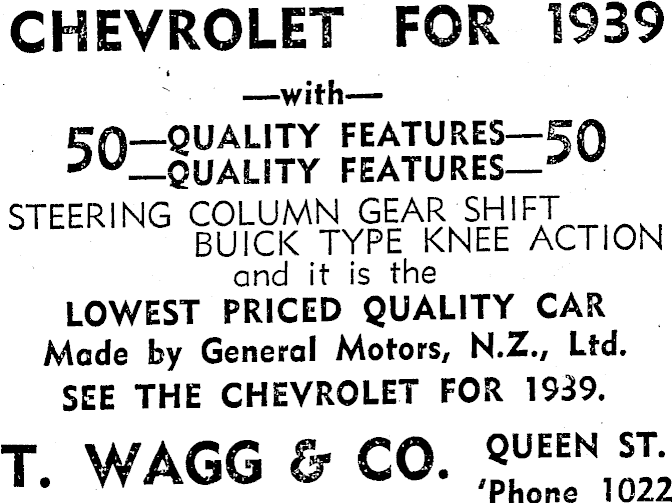 CHEVROLET FOR 1939
—with—
50—QUALITY FEATURES—50
—QUALITY FEATURES—
STEERING COLUMN GEAR SHIFT
BUICK TYPE KNEE ACTION
and it is the
LOWEST PRICED QUALITY CAR
Made by General Motors, N.Z., Ltd.
SEE THE CHEVROLET FOR 1939.
T. WAGG & CO. QUEEN ST.
'Phone 1022